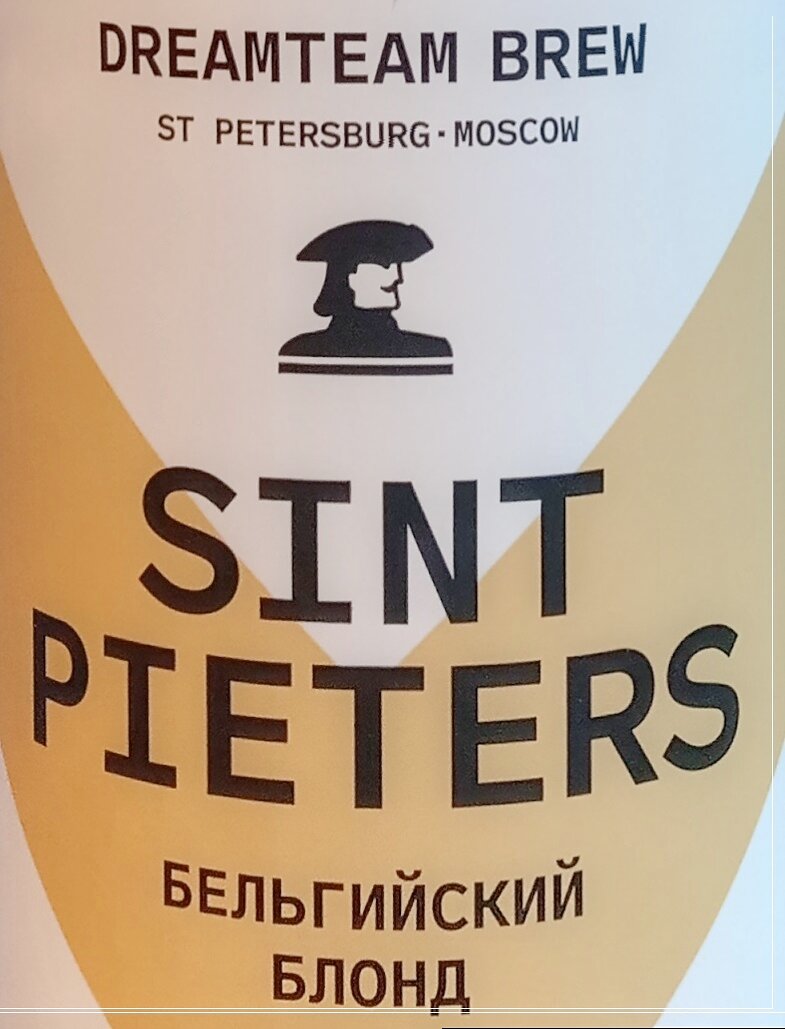 DREAMTEAM BREW
ST PETERSBURG·MOSCOW
SINT
PIETERS
БЕЛЬГИЙСКИЙ
БЛОНД